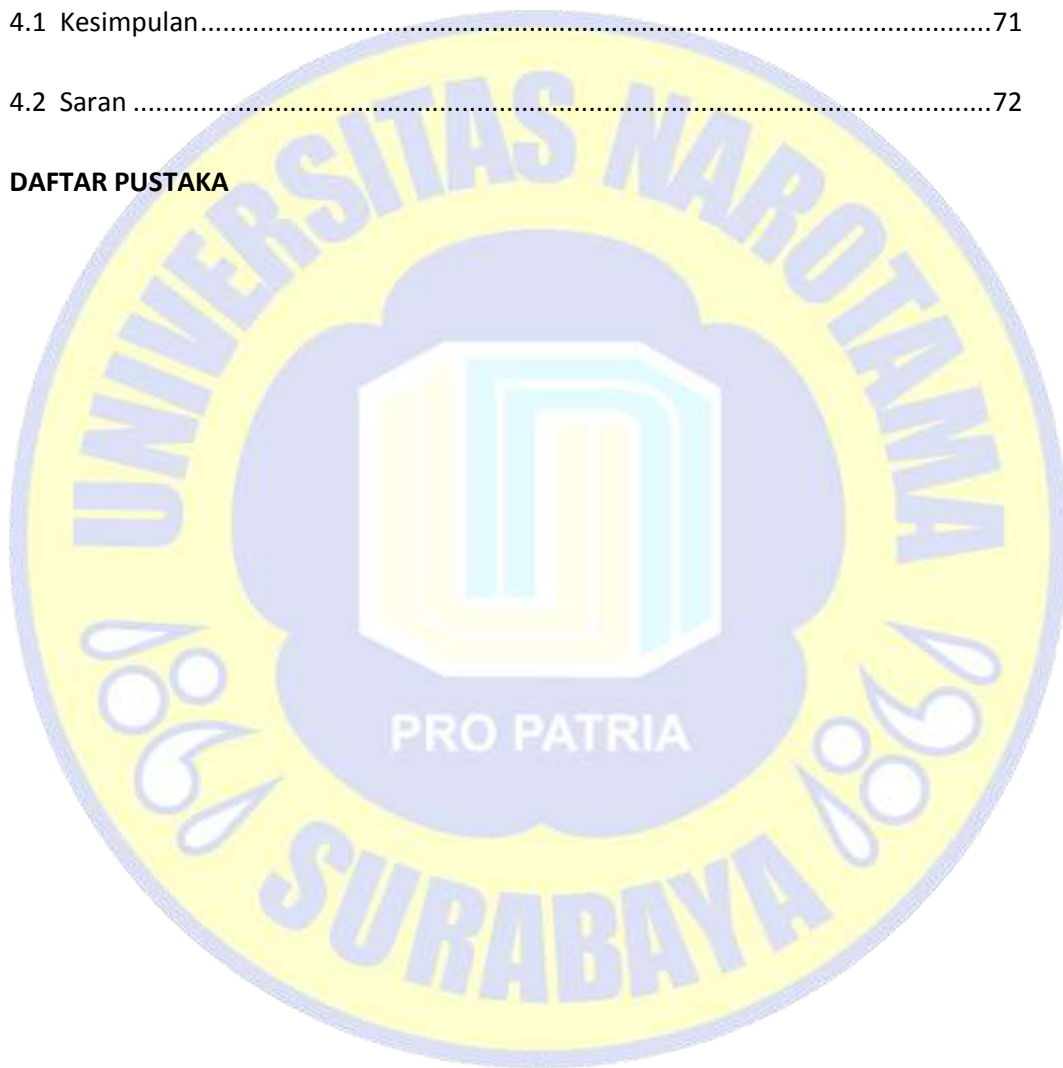 4.1 Kesimpulan..........................................................................................................71
4.2 Saran ...................................................................................................................72
DAFTAR PUSTAKA
UNIVERSITAS NAROTAMA
PRO PATRIA
SURABAYA